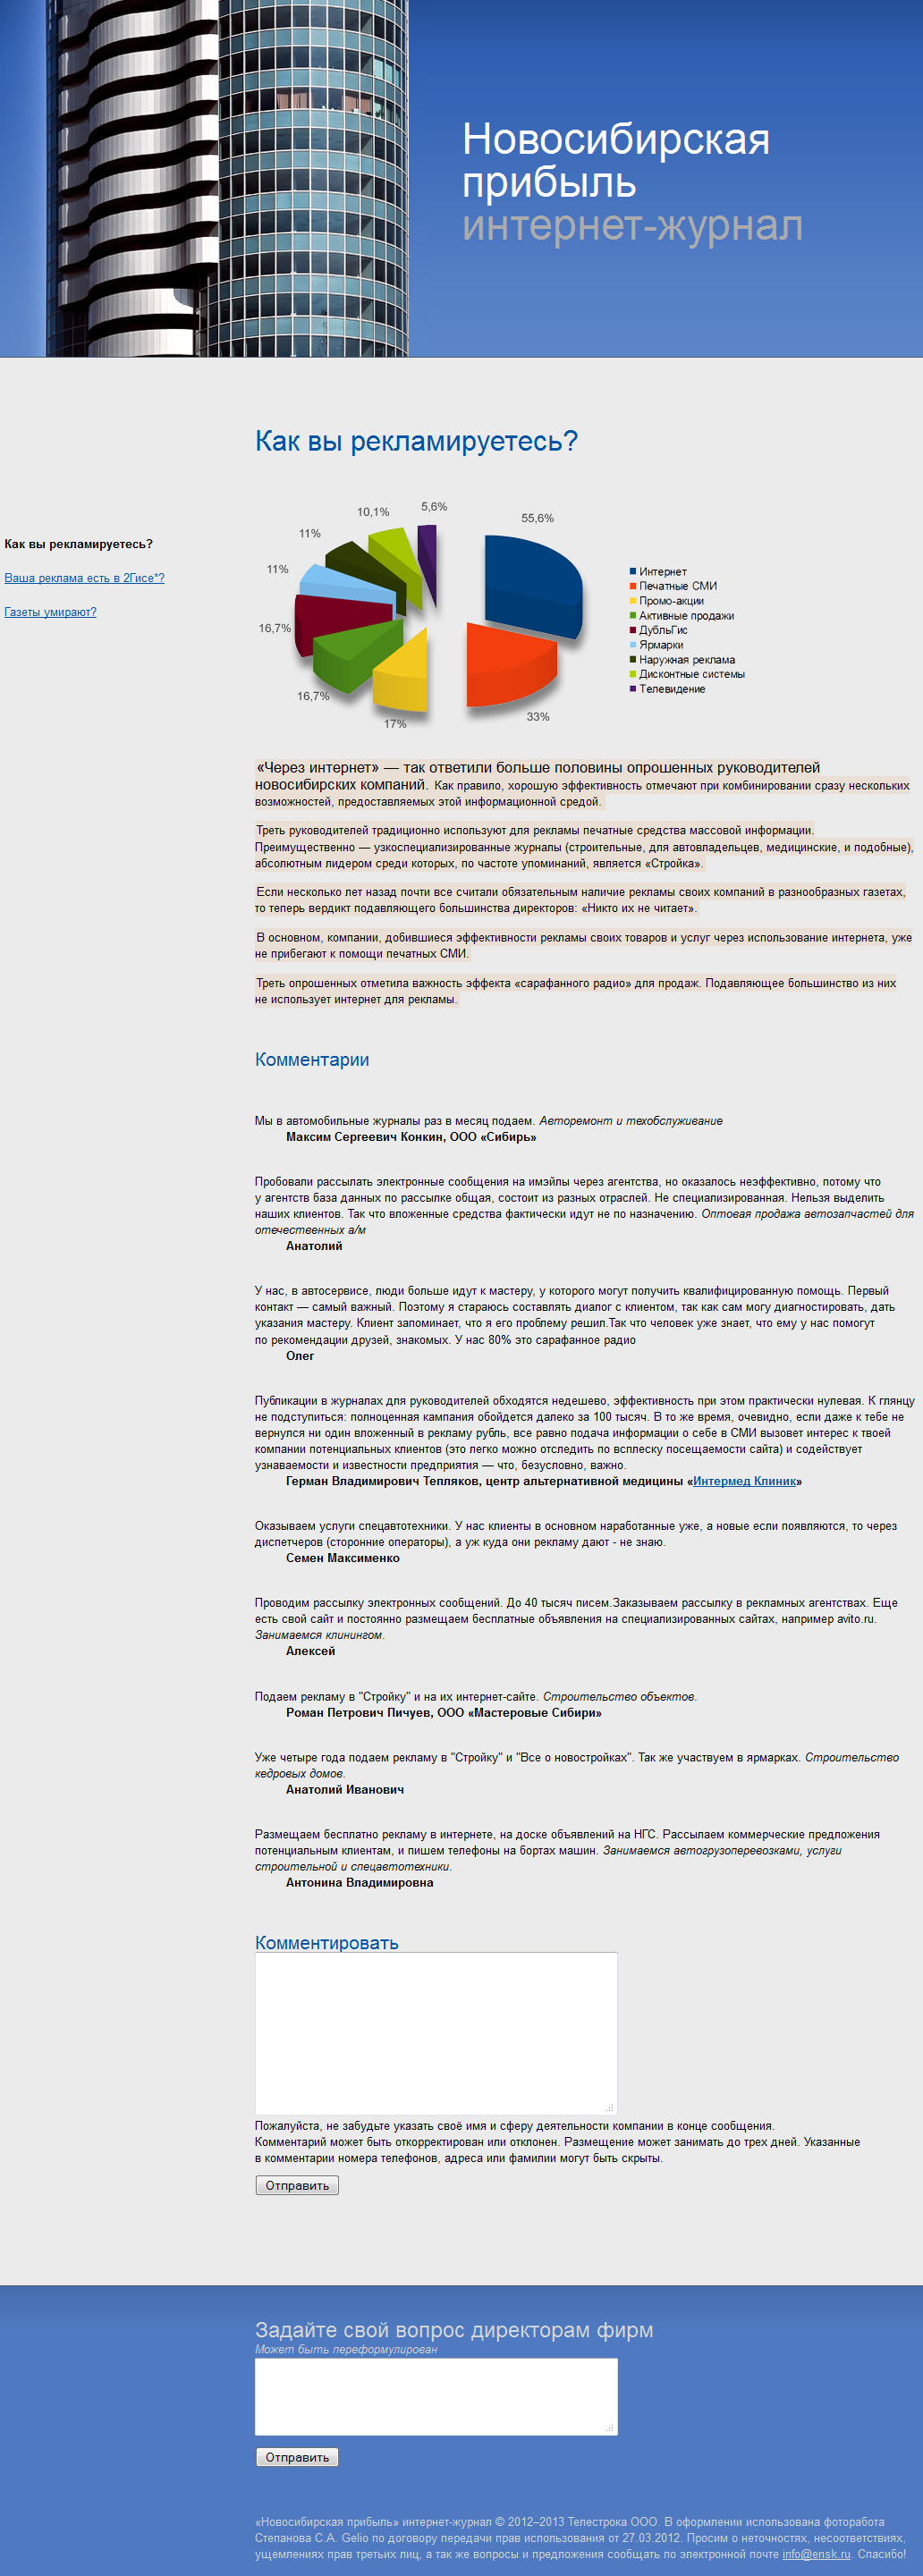 Новосибирская
прибыль
интернет-журнал
Как вы рекламируетесь?
Как вы рекламируетесь?
Ваша реклама есть в 2Гисе*?
Газеты умирают?
5,6%
10,1%
55,6%
11%
11%
16,7%
16,7%
17%
33%
Интернет
Печатные СМИ
Промо-акции
Активные продажи
ДубльГис
Ярмарки
Наружная реклама
Дисконтные системы
Телевидение
«Через интернет» — так ответили больше половины опрошенных руководителей
новосибирских компаний. Как правило, хорошую эффективность отмечают при комбинировании сразу нескольких
возможностей, предоставляемых этой информационной средой.
Треть руководителей традиционно используют для рекламы печатные средства массовой информации.
Преимущественно — узкоспециализированные журналы (строительные, для автовладельцев, медицинские, и подобные),
абсолютным лидером среди которых, по частоте упоминаний, является «Стройка».
Если несколько лет назад почти все считали обязательным наличие рекламы своих компаний в разнообразных газетах,
то теперь вердикт подавляющего большинства директоров: «Никто их не читает».
В основном, компании, добившиеся эффективности рекламы своих товаров и услуг через использование интернета, уже
не прибегают к помощи печатных СМИ.
Треть опрошенных отметила важность эффекта «сарафанного радио» для продаж. Подавляющее большинство из них
не использует интернет для рекламы.
Комментарии
Мы в автомобильные журналы раз в месяц подаем. Авторемонт и техобслуживание
Максим Сергеевич Конкин, ООО «Сибирь»
Пробовали рассылать электронные сообщения на имэйлы через агентства, но оказалось неэффективно, потому что
у агентств база данных по рассылке общая, состоит из разных отраслей. Не специализированная. Нельзя выделить
наших клиентов. Так что вложенные средства фактически идут не по назначению. Оптовая продажа автозапчастей для
отечественных а/м
Анатолий
У нас, в автосервисе, люди больше идут к мастеру, у которого могут получить квалифицированную помощь. Первый
контакт — самый важный. Поэтому я стараюсь составлять диалог с клиентом, так как сам могу диагностировать, дать
указания мастеру. Клиент запоминает, что я его проблему решил.Так что человек уже знает, что ему у нас помогут
по рекомендации друзей, знакомых. У нас 80% это сарафанное радио
Олег
Публикации в журналах для руководителей обходятся недешево, эффективность при этом практически нулевая. К глянцу
не подступиться: полноценная кампания обойдется далеко за 100 тысяч. В то же время, очевидно, если даже к тебе не
вернулся ни один вложенный в рекламу рубль, все равно подача информации о себе в СМИ вызовет интерес к твоей
компании потенциальных клиентов (это легко можно отследить по всплеску посещаемости сайта) и содействует
узнаваемости и известности предприятия — что, безусловно, важно.
Герман Владимирович Тепляков, центр альтернативной медицины «Интермед Клиник»
Оказываем услуги спецавтотехники. У нас клиенты в основном наработанные уже, а новые если появляются, то через
диспетчеров (сторонние операторы), а уж куда они рекламу дают - не знаю.
Семен Максименко
Проводим рассылку электронных сообщений. До 40 тысяч писем.Заказываем рассылку в рекламных агентствах. Еще
есть свой сайт и постоянно размещаем бесплатные объявления на специализированных сайтах, например avito.ru.
Занимаемся клинингом.
Алексей
Подаем рекламу в "Стройку" и на их интернет-сайте. Строительство объектов.
Роман Петрович Пичуев, ООО «Мастеровые Сибири»
Уже четыре года подаем рекламу в "Стройку" и "Все о новостройках". Так же участвуем в ярмарках. Строительство
кедровых домов.
Анатолий Иванович
Размещаем бесплатно рекламу в интернете, на доске объявлений на НГС. Рассылаем коммерческие предложения
потенциальным клиентам, и пишем телефоны на бортах машин. Занимаемся автогрузоперевозками, услуги
строительной и спецавтотехники.
Антонина Владимировна
Комментировать
Пожалуйста, не забудьте указать своё имя и сферу деятельности компании в конце сообщения.
Комментарий может быть откорректирован или отклонен. Размещение может занимать до трех дней. Указанные
в комментарии номера телефонов, адреса или фамилии могут быть скрыты.
Отправить
Задайте свой вопрос директорам фирм
Может быть переформулирован
Отправить
«Новосибирская прибыль» интернет-журнал © 2012–2013 Телестрока ООО. В оформлении использована фоторабота
Степанова С.А. Gelio по договору передачи прав использования от 27.03.2012. Просим о неточностях, несоответствиях,
ущемлениях прав третьих лиц, а так же вопросы и предложения сообщать по электронной почте info@ensk.ru. Спасибо!